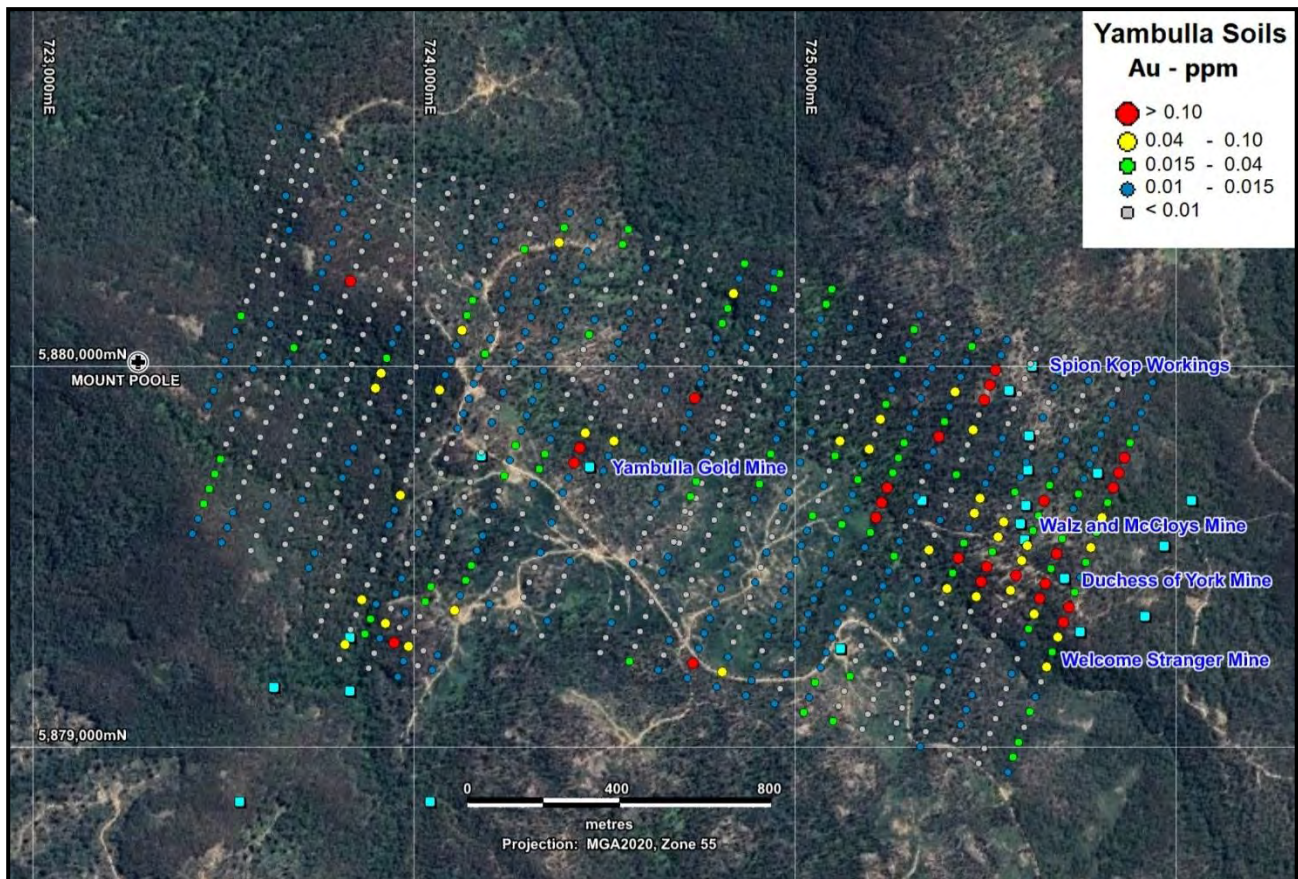 723,000mE
724,000mE
725,000mE
Yambulla Soils
Au - ppm
> 0.10
0.04 - 0.10
0.015 - 0.04
0.01 - 0.015
< 0.01
5,880,000mN
MOUNT POOLE
Spion Kop Workings
Yambulla Gold Mine
Walz and McCloys Mine
Duchess of York Mine
Welcome Stranger Mine
5,879,000mN
0 400 800
metres
Projection: MGA2020, Zone 55